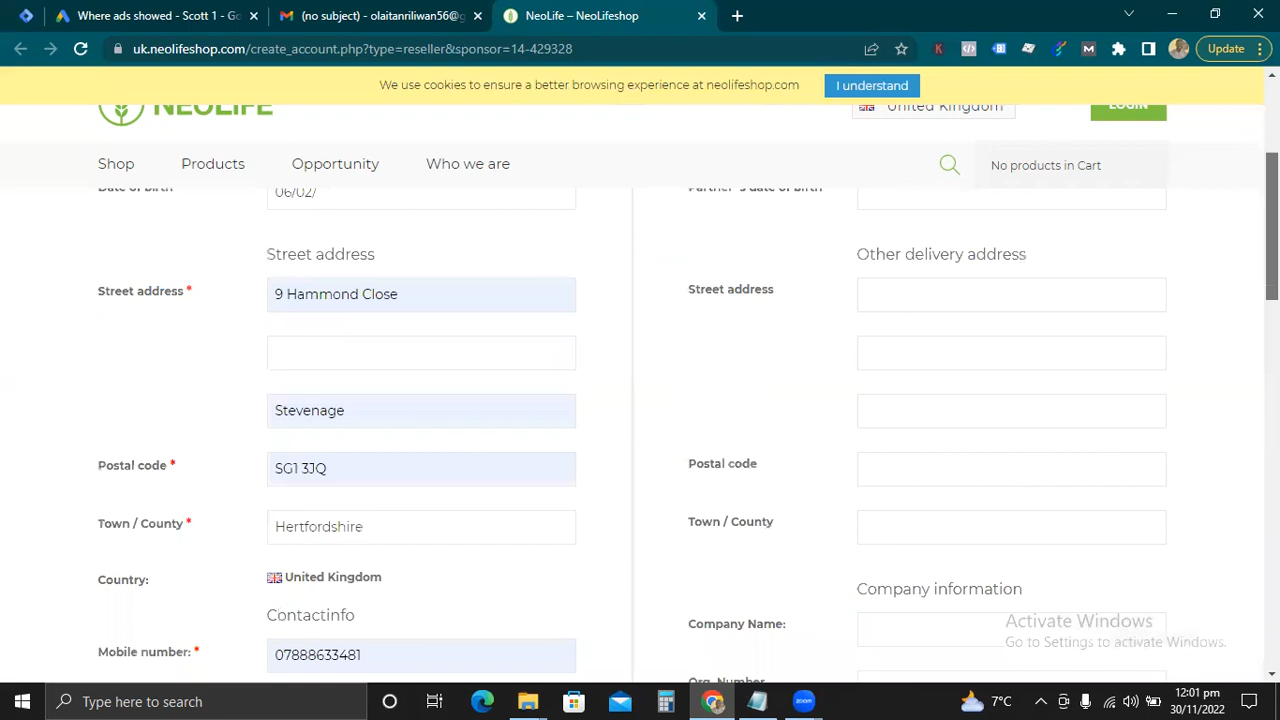 Where ads showed - Scott 1 - Go
(no subject) - olaitanriliwan56@g
NeoLife – NeoLifeshop
uk.neolifeshop.com/create_account.php?type=reseller&sponsor=14-429328
Update
We use cookies to ensure a better browsing experience at neolifeshop.com
I understand
NEOLIFE
United Kingdom
LOGIN
Shop
Products
Opportunity
Who we are
No products in Cart
Date of birth
06/02/
Partner's date of birth
Street address
Other delivery address
Street address *
9 Hammond Close
Street address
Stevenage
Postal code *
SG1 3JQ
Postal code
Town / County *
Hertfordshire
Town / County
Country:
United Kingdom
Company information
Contactinfo
Company Name:
Activate Windows
Go to Settings to activate Windows.
Mobile number: *
07888633481
Org. Number
Type here to search
zoom
7°C
12:01 pm
30/11/2022